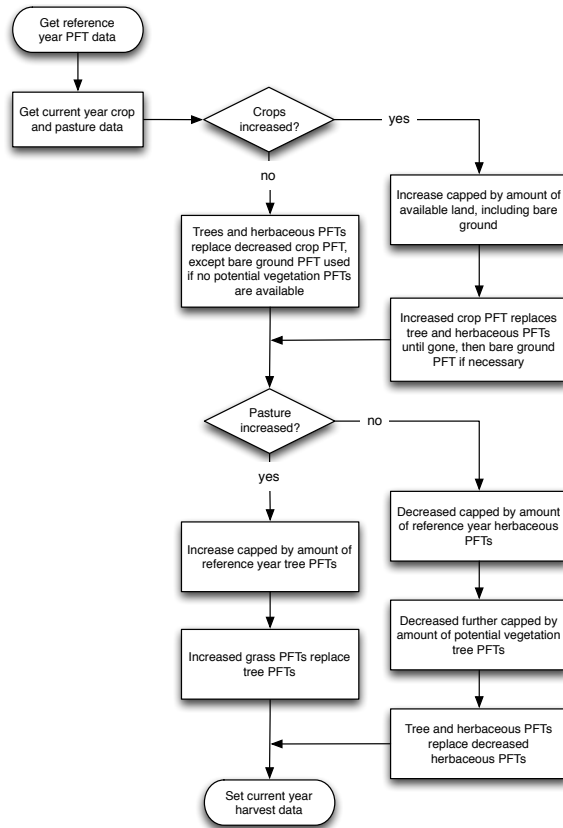 Get reference
year PFT data
Get current year crop
and pasture data
Crops
increased?
yes
no
Increase capped by amount of
available land, including bare
ground
Trees and herbaceous PFTs
replace decreased crop PFT,
except bare ground PFT used
if no potential vegetation PFTs
are available
Increased crop PFT replaces
tree and herbaceous PFTs
until gone, then bare ground
PFT if necessary
Pasture
increased?
no
yes
Decreased capped by amount
of reference year herbaceous
PFTs
Increase capped by amount of
reference year tree PFTs
Decreased further capped by
amount of potential vegetation
tree PFTs
Increased grass PFTs replace
tree PFTs
Tree and herbaceous PFTs
replace decreased
herbaceous PFTs
Set current year
harvest data